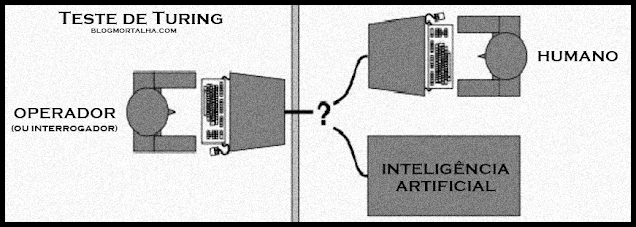 Teste de Turing
blogmortalha.com
Operador
(ou interrogador)
?
Humano
Inteligência
Artificial